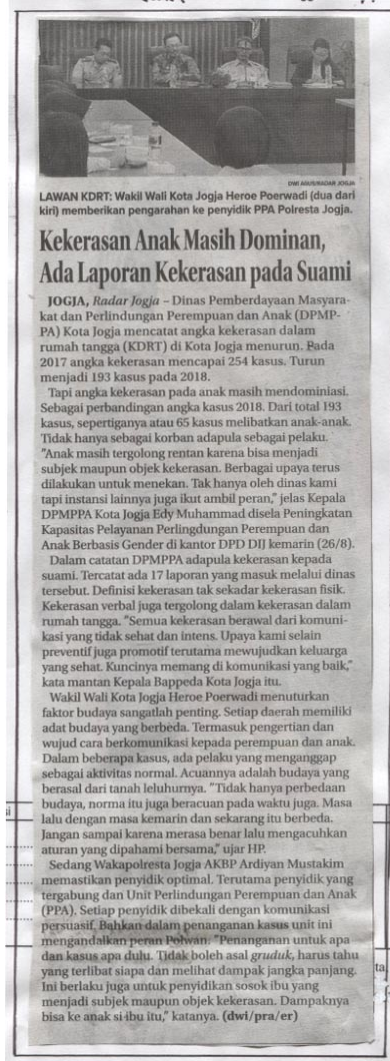 DWI AGUS/RADAR JOGJA
LAWAN KDRT: Wakil Wali Kota Jogja Heroe Poerwadi (dua dari
kiri) memberikan pengarahan ke penyidik PPA Polresta Jogja.
Kekerasan Anak Masih Dominan,
Ada Laporan Kekerasan pada Suami
JOGJA, Radar Jogja – Dinas Pemberdayaan Masyara-
kat dan Perlindungan Perempuan dan Anak (DPMP-
PA) Kota Jogja mencatat angka kekerasan dalam
rumah tangga (KDRT) di Kota Jogja menurun. Pada
2017 angka kekerasan mencapai 254 kasus. Turun
menjadi 193 kasus pada 2018.
Tapi angka kekerasan pada anak masih mendominiasi.
Sebagai perbandingan angka kasus 2018. Dari total 193
kasus, sepertiganya atau 65 kasus melibatkan anak-anak.
Tidak hanya sebagai korban adapula sebagai pelaku.
"Anak masih tergolong rentan karena bisa menjadi
subjek maupun objek kekerasan. Berbagai upaya terus
dilakukan untuk menekan. Tak hanya oleh dinas kami
tapi instansi lainnya juga ikut ambil peran," jelas Kepala
DPMPPA Kota Jogja Edy Muhammad disela Peningkatan
Kapasitas Pelayanan Perlingdungan Perempuan dan
Anak Berbasis Gender di kantor DPD DIJ kemarin (26/8).
Dalam catatan DPMPPA adapula kekerasan kepada
suami. Tercatat ada 17 laporan yang masuk melalui dinas
tersebut. Definisi kekerasan tak sekadar kekerasan fisik.
Kekerasan verbal juga tergolong dalam kekerasan dalam
rumah tangga. "Semua kekerasan berawal dari komuni-
kasi yang tidak sehat dan intens. Upaya kami selain
preventif juga promotif terutama mewujudkan keluarga
yang sehat. Kuncinya memang di komunikasi yang baik,"
kata mantan Kepala Bappeda Kota Jogja itu.
Wakil Wali Kota Jogja Heroe Poerwadi menuturkan
faktor budaya sangatlah penting. Setiap daerah memiliki
adat budaya yang berbeda. Termasuk pengertian dan
wujud cara berkomunikasi kepada perempuan dan anak.
Dalam beberapa kasus, ada pelaku yang menganggap
sebagai aktivitas normal. Acuannya adalah budaya yang
berasal dari tanah leluhurnya. "Tidak hanya perbedaan
budaya, norma itu juga beracuan pada waktu juga. Masa
lalu dengan masa kemarin dan sekarang itu berbeda.
Jangan sampai karena merasa benar lalu mengacuhkan
aturan yang dipahami bersama," ujar HP.
Sedang Wakapolresta Jogja AKBP Ardiyan Mustakim
memastikan penyidik optimal. Terutama penyidik yang
tergabung dan Unit Perlindungan Perempuan dan Anak
(PPA). Setiap penyidik dibekali dengan komunikasi
persuasif. Bahkan dalam penanganan kasus unit ini
mengandalkan peran Polwan. "Penanganan untuk apa
dan kasus apa dulu. Tidak boleh asal gruduk, harus tahu
yang terlibat siapa dan melihat dampak jangka panjang.
Ini berlaku juga untuk penyidikan sosok ibu yang
menjadi subjek maupun objek kekerasan. Dampaknya
bisa ke anak si-ibu itu," katanya. (dwi/pra/er)